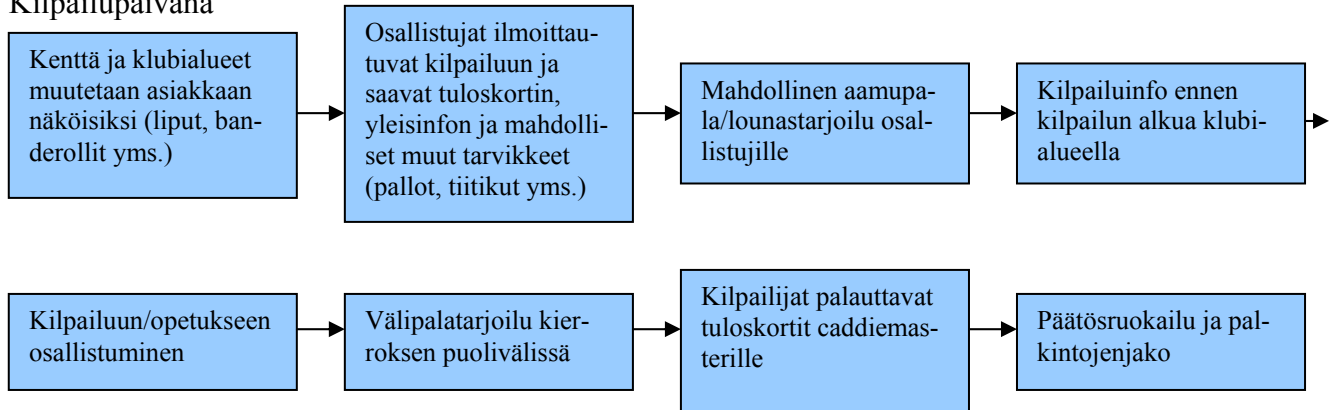 Kilpailupäivänä
Kenttä ja klubialueet
muutetaan asiakkaan
näköisiksi (liput, ban-
derollit yms.)
Osallistujat ilmoittau-
tuvat kilpailuun ja
saavat tuloskortin,
yleisinfon ja mahdolli-
set muut tarvikkeet
(pallot, tiitikut yms.)
Mahdollinen aamupa-
la/lounastarjoilu osal-
listujille
Kilpailuinfo ennen
kilpailun alkua klubi-
alueella
Kilpailuun/opetukseen
osallistuminen
Välipalatarjoilu kier-
roksen puolivälissä
Kilpailijat palauttavat
tuloskortit caddiemas-
terille
Päätösruokailu ja pal-
kintojenjako